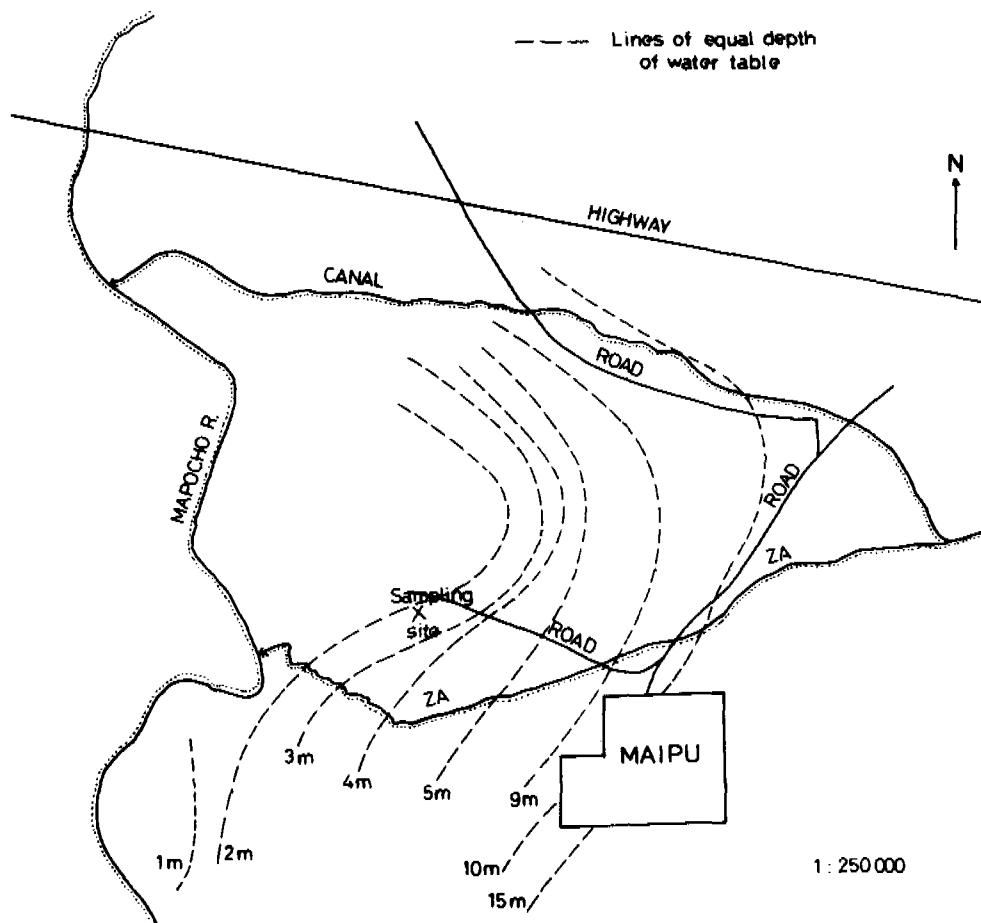 Lines of equal depth
of water table
N
HIGHWAY
CANAL
ROAD
MAPOCHO R.
ROAD
ZA
Sampling
site
ROAD
ZA
MAIPU
3m
4m
5m
9m
1m
2m
10m
15m
1 : 250 000